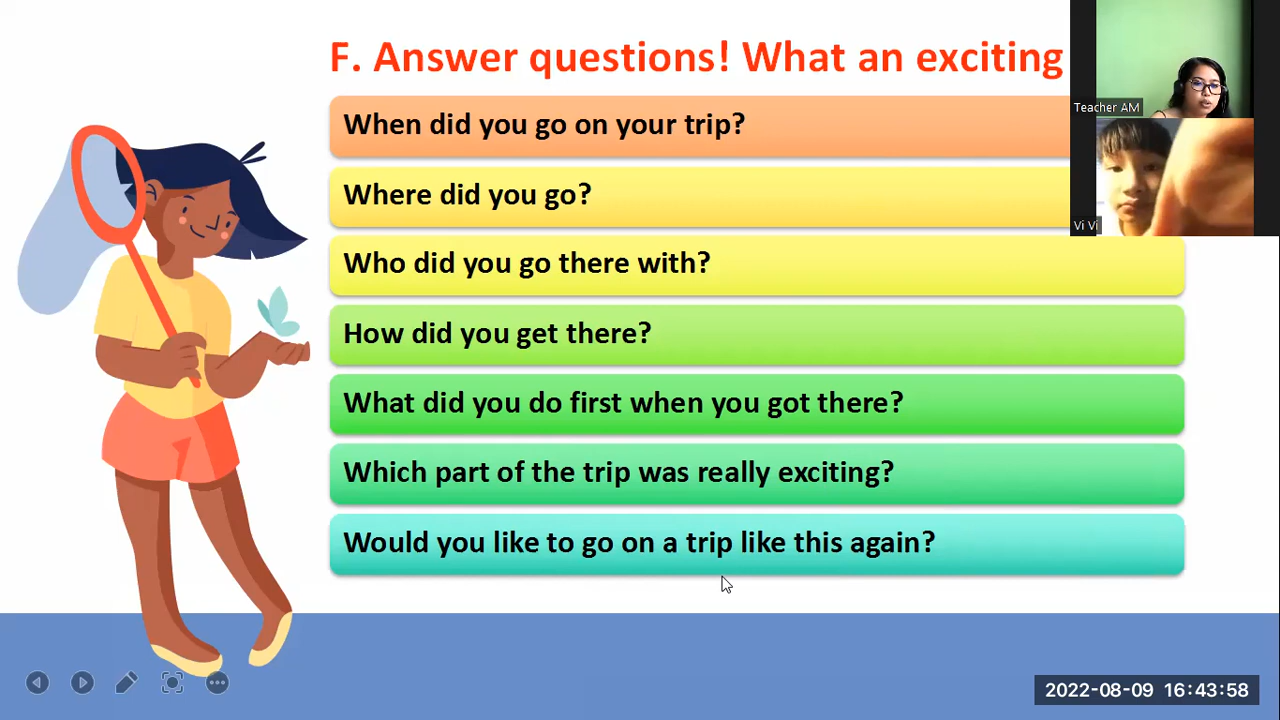 F. Answer questions! What an exciting
When did you go on your trip?
Where did you go?
Who did you go there with?
How did you get there?
What did you do first when you got there?
Which part of the trip was really exciting?
Would you like to go on a trip like this again?
Teacher AM
Vi Vi
2022-08-09 16:43:58